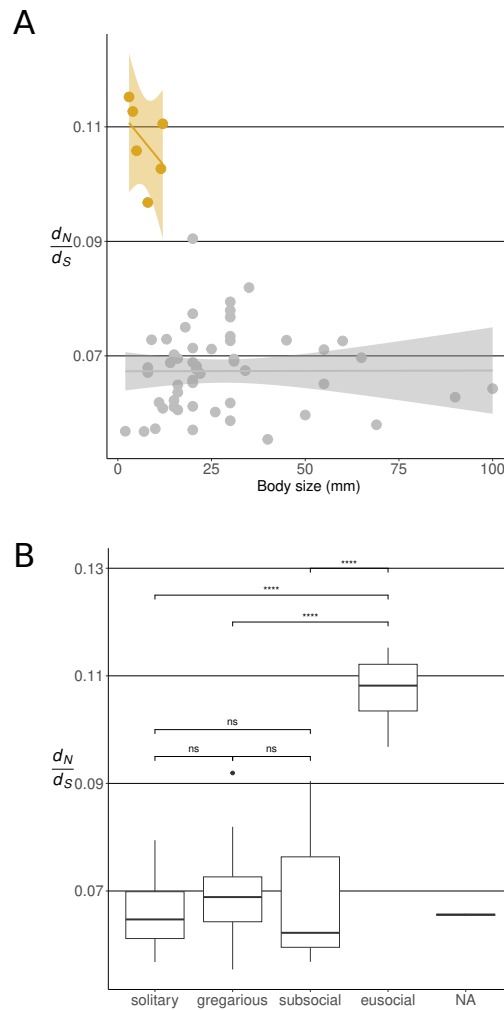 A
0.11
0.09
dN
dS
0.07
0 25 50 75 100
Body size (mm)
B
0.13
****
****
****
0.11
ns
ns ns
0.09
dN
dS
0.07
solitary gregarious subsocial eusocial NA